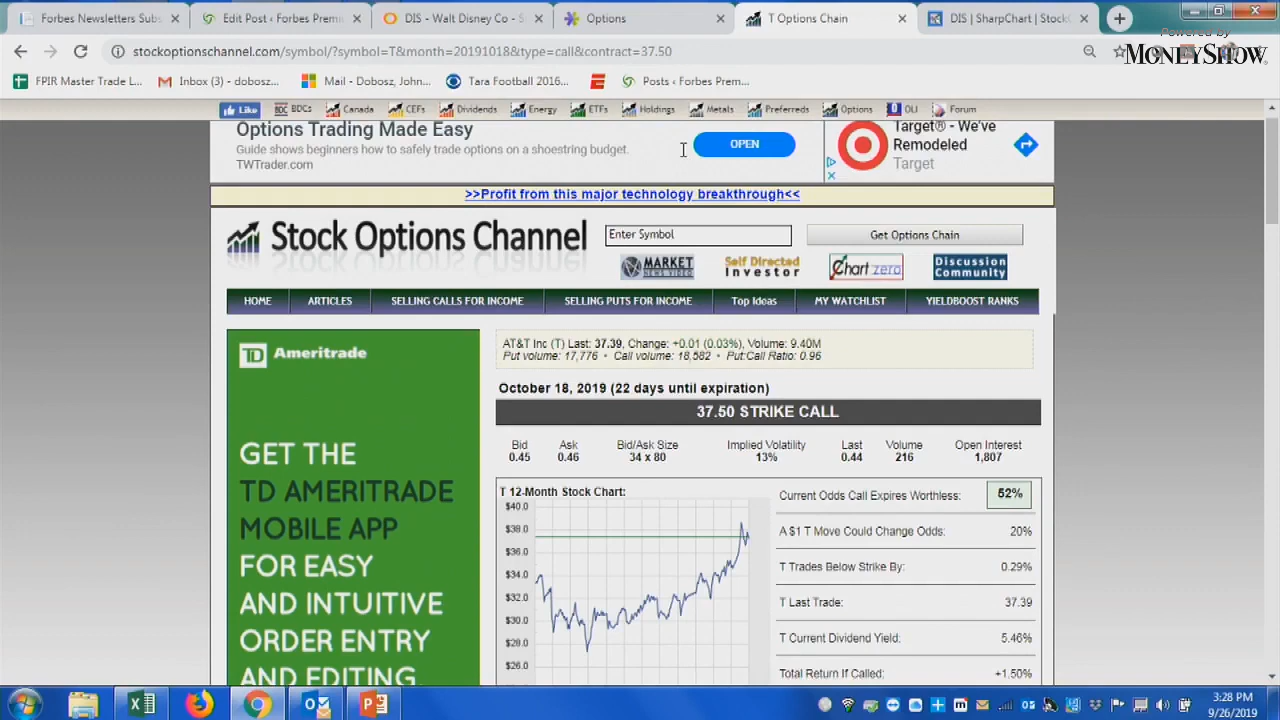 Forbes Newsletters Subs
Edit Post ‹ Forbes Premi
DIS - Walt Disney Co - S
Options
T Options Chain
DIS | SharpChart | StockC
Powered by
MONEYSHOW
stockoptionschannel.com/symbol/?symbol=T&month=20191018&type=call&contract=37.50
FPIR Master Trade L...
Inbox (3) - dobosz...
Mail - Dobosz, John...
Tara Football 2016...
Posts ‹ Forbes Prem...
Like
BDCs
Canada
CEFs
Dividends
Energy
ETFs
Holdings
Metals
Preferreds
Options
OLI
Forum
Options Trading Made Easy
Guide shows beginners how to safely trade options on a shoestring budget.
TWTrader.com
OPEN
Target® - We've
Remodeled
Target
>>Profit from this major technology breakthrough<<
Stock Options Channel
Enter Symbol
Get Options Chain
MARKET
NEWS VIDEO
Self Directed
Investor
Chart zero
Discussion
Community
HOME
ARTICLES
SELLING CALLS FOR INCOME
SELLING PUTS FOR INCOME
Top Ideas
MY WATCHLIST
YIELDBOOST RANKS
TD Ameritrade
GET THE
TD AMERITRADE
MOBILE APP
FOR EASY
AND INTUITIVE
ORDER ENTRY
AND EDITING.
AT&T Inc (T) Last: 37.39, Change: +0.01 (0.03%), Volume: 9.40M
Put volume: 17,776 • Call volume: 18,582 • Put:Call Ratio: 0.96
October 18, 2019 (22 days until expiration)
37.50 STRIKE CALL
Bid Ask Bid/Ask Size Implied Volatility Last Volume Open Interest
0.45 0.46 34 x 80 13% 0.44 216 1,807
T 12-Month Stock Chart:
$40.0
$38.0
$36.0
$34.0
$32.0
$30.0
$28.0
$26.0
Current Odds Call Expires Worthless: 52%
A $1 T Move Could Change Odds: 20%
T Trades Below Strike By: 0.29%
T Last Trade: 37.39
T Current Dividend Yield: 5.46%
Total Return If Called: +1.50%
3:28 PM
9/26/2019